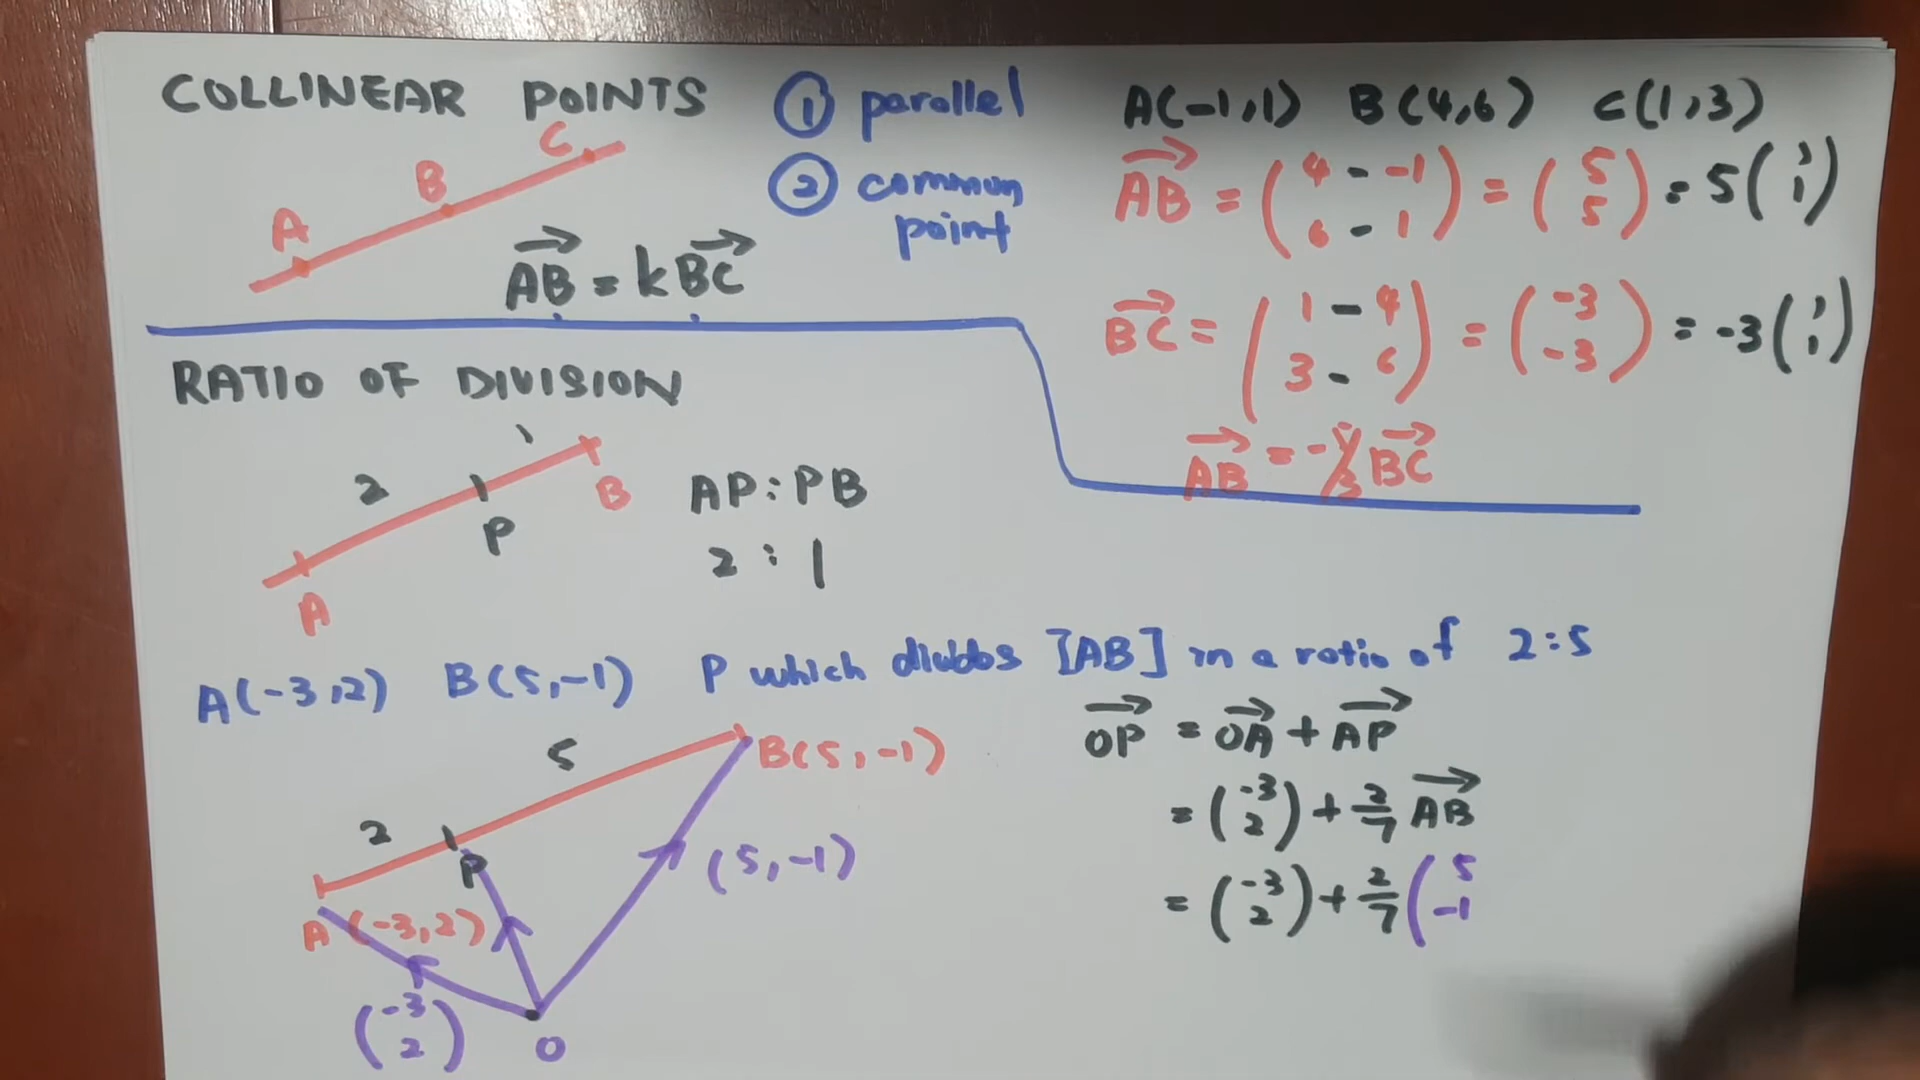 COLLINEAR POINTS
① parallel
② common
point
A B C
AB = kBC
A(-1,1) B(4,6) C(1,3)
AB = (4 - -1 6 - 1) = (5 5) = 5(1 1)
BC = (1 - 4 3 - 6) = (-3 -3) = -3(1 1)
AB = -5/3 BC
RATIO OF DIVISION
2 1
A P B
AP:PB
2:1
A(-3,2) B(5,-1) P which divides [AB] in a ratio of 2:5
2 5
A(-3,2) P B(5,-1)
(5,-1)
(-3 2)
O
OP = OA + AP
= (-3 2) + 2/7 AB
= (-3 2) + 2/7 (5 -1